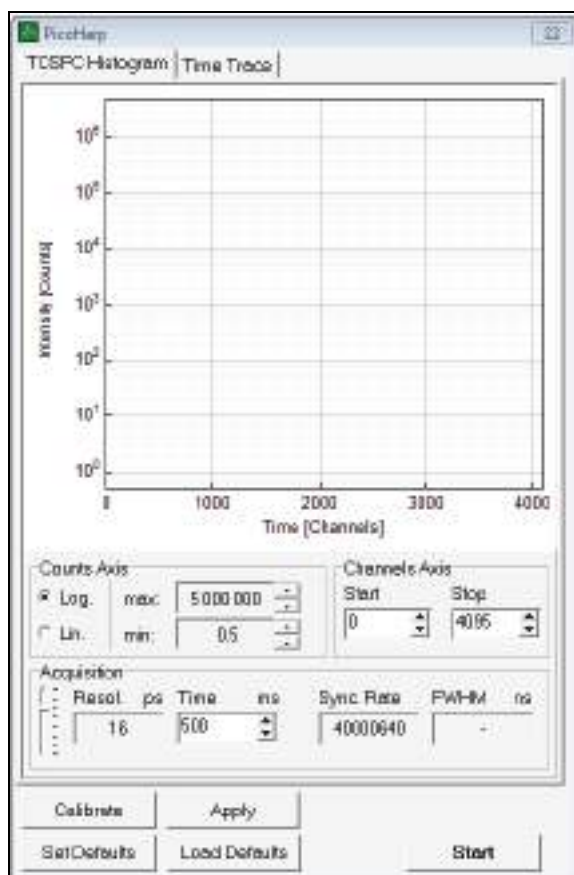 PicoHarp
TCSPC Histogram Time Trace
Intensity [Counts]
10⁶
10⁵
10⁴
10³
10²
10¹
10⁰
0 1000 2000 3000 4000
Time [Channels]
Counts Axis
Log. max: 5 000 000
Lin. min: 0.5
Channels Axis
Start Stop
0 4095
Acquisition
Resol. ps Time ms Sync. Rate FWHM ns
16 500 40000640 -
Calibrate Apply
Set Defaults Load Defaults Start